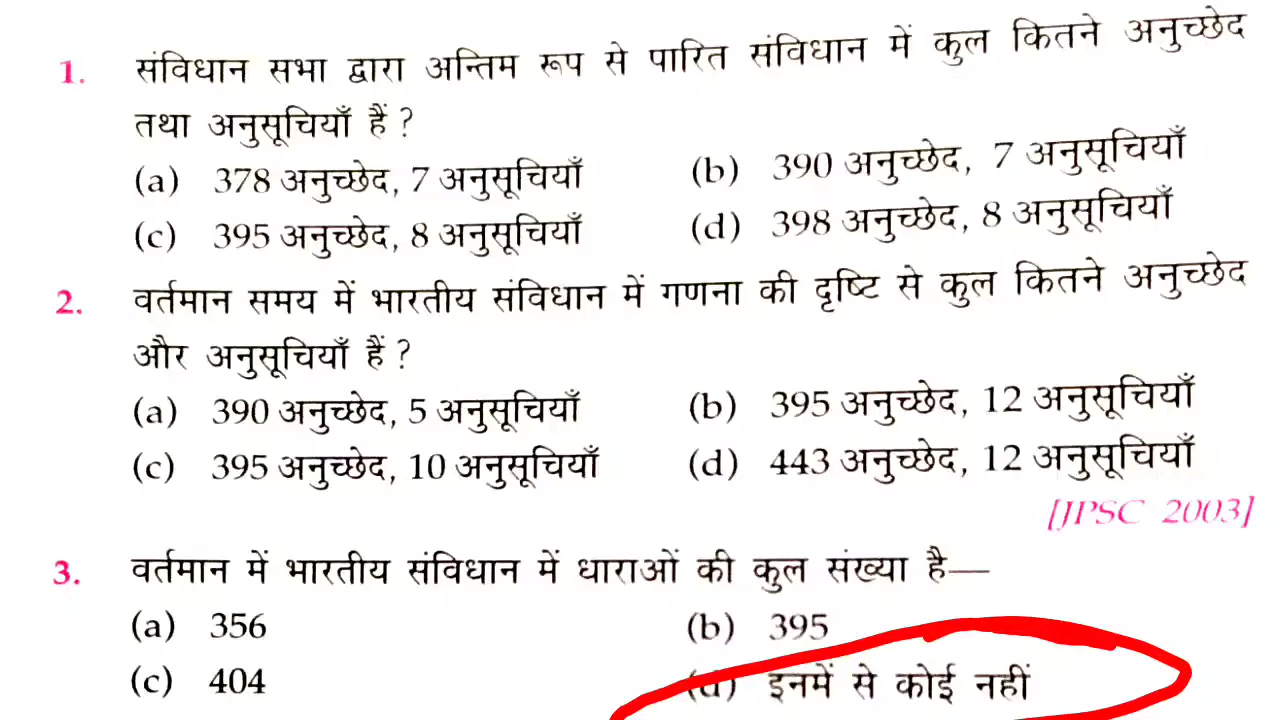 1. संविधान सभा द्वारा अन्तिम रूप से पारित संविधान में कुल कितने अनुच्छेद
तथा अनुसूचियाँ हैं ?
(a) 378 अनुच्छेद, 7 अनुसूचियाँ (b) 390 अनुच्छेद, 7 अनुसूचियाँ
(c) 395 अनुच्छेद, 8 अनुसूचियाँ (d) 398 अनुच्छेद, 8 अनुसूचियाँ
2. वर्तमान समय में भारतीय संविधान में गणना की दृष्टि से कुल कितने अनुच्छेद
और अनुसूचियाँ हैं ?
(a) 390 अनुच्छेद, 5 अनुसूचियाँ (b) 395 अनुच्छेद, 12 अनुसूचियाँ
(c) 395 अनुच्छेद, 10 अनुसूचियाँ (d) 443 अनुच्छेद, 12 अनुसूचियाँ
[JPSC 2003]
3. वर्तमान में भारतीय संविधान में धाराओं की कुल संख्या है—
(a) 356 (b) 395
(c) 404 (d) इनमें से कोई नहीं